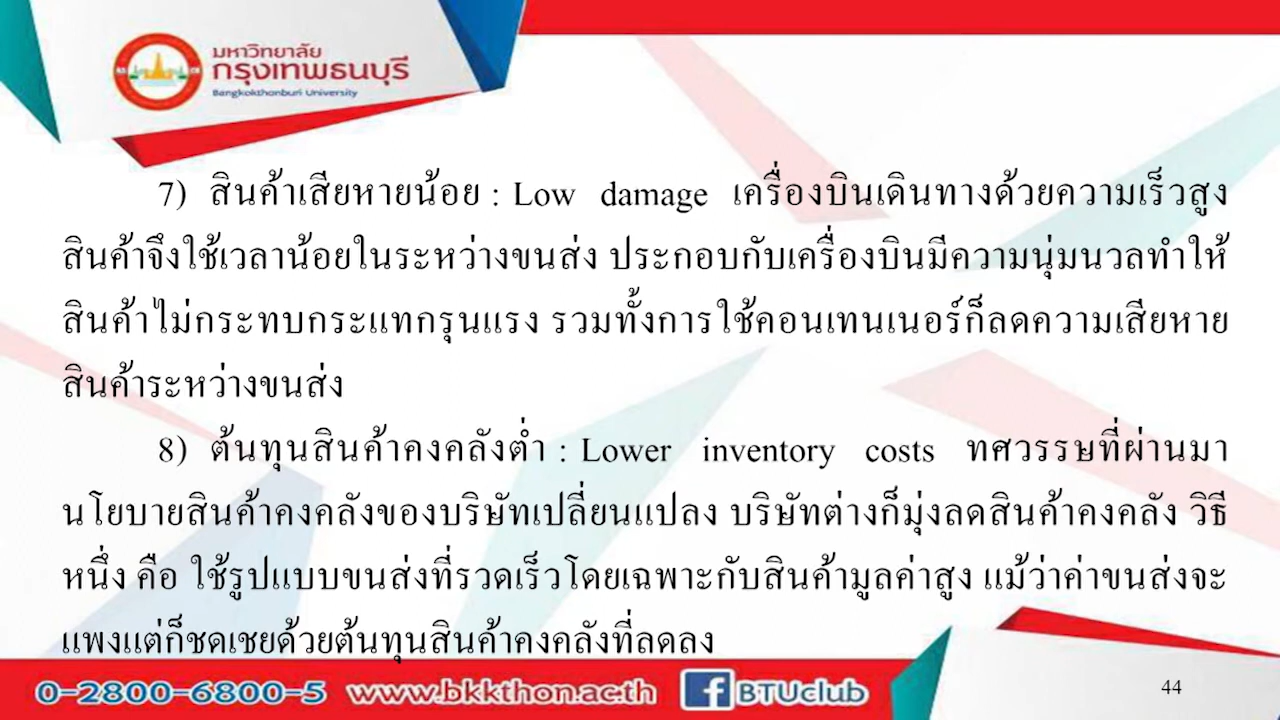 มหาวิทยาลัย
กรุงเทพธนบุรี
Bangkokthonburi University
7) สินค้าเสียหายน้อย : Low damage เครื่องบินเดินทางด้วยความเร็วสูง
สินค้าจึงใช้เวลาน้อยในระหว่างขนส่ง ประกอบกับเครื่องบินมีความนุ่มนวลทำให้
สินค้าไม่กระทบกระแทกรุนแรง รวมทั้งการใช้คอนเทนเนอร์ก็ลดความเสียหาย
สินค้าระหว่างขนส่ง
8) ต้นทุนสินค้าคงคลังต่ำ : Lower inventory costs ทศวรรษที่ผ่านมา
นโยบายสินค้าคงคลังของบริษัทเปลี่ยนแปลง บริษัทต่างก็มุ่งลดสินค้าคงคลัง วิธี
หนึ่ง คือ ใช้รูปแบบขนส่งที่รวดเร็วโดยเฉพาะกับสินค้ามูลค่าสูง แม้ว่าค่าขนส่งจะ
แพงแต่ก็ชดเชยด้วยต้นทุนสินค้าคงคลังที่ลดลง
0-2800-6800-5 www.bkkthon.ac.th BTUclub
44